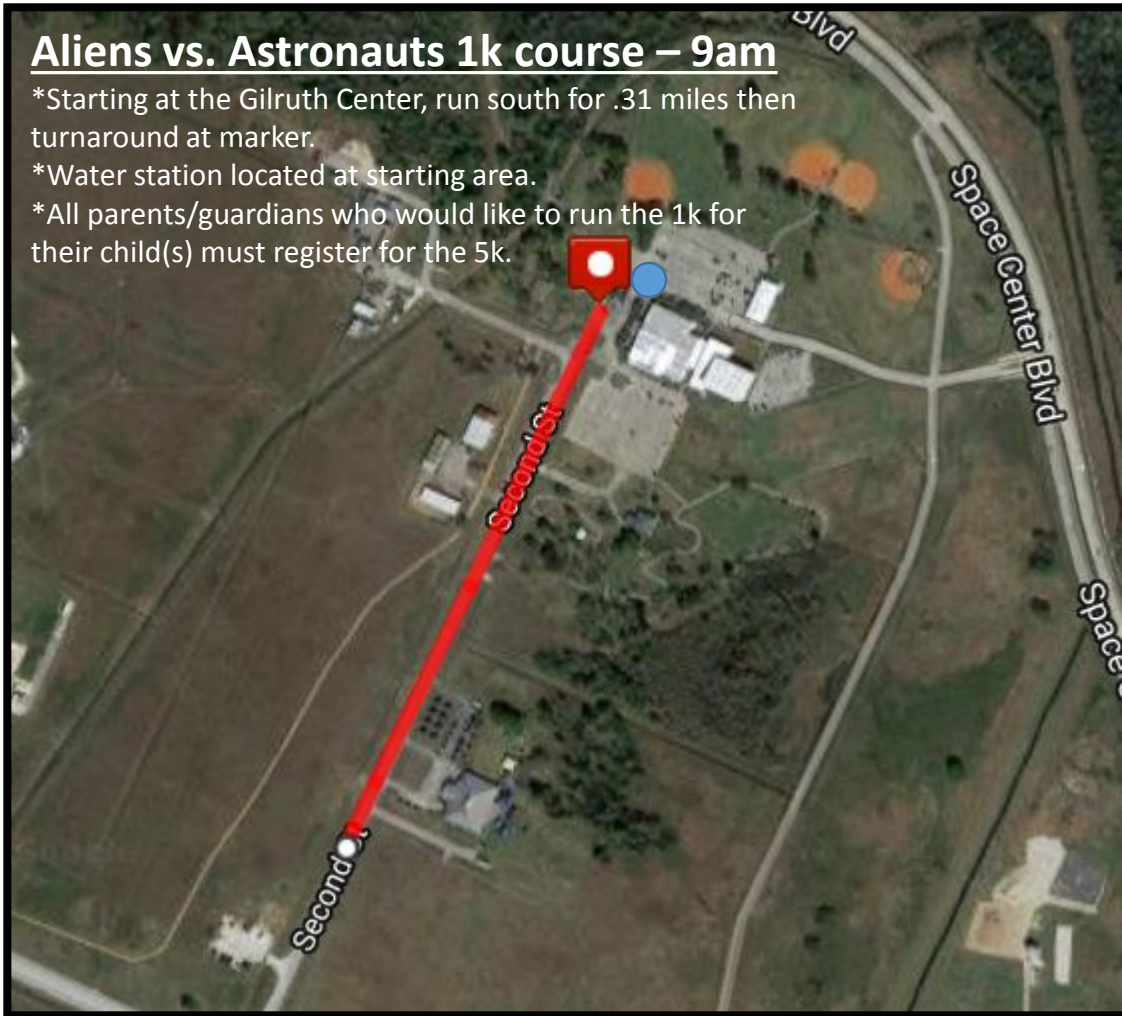 Blvd
Aliens vs. Astronauts 1k course – 9am
*Starting at the Gilruth Center, run south for .31 miles then
turnaround at marker.
*Water station located at starting area.
*All parents/guardians who would like to run the 1k for
their child(s) must register for the 5k.
Space Center Blvd
Second St
Space
Second St